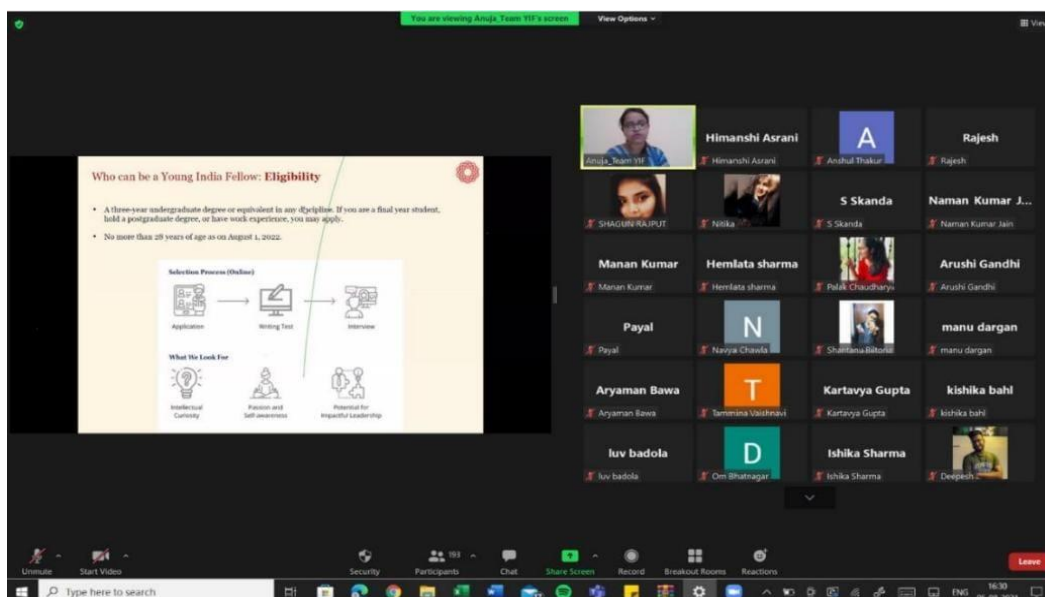 You are viewing Anuja_Team YIF's screen
View Options
View
Who can be a Young India Fellow: Eligibility
• A three-year undergraduate degree or equivalent in any discipline. If you are a final year student,
hold a postgraduate degree, or have work experience, you may apply.
• No more than 28 years of age as on August 1, 2022.
Selection Process (Online)
Application
Writing Test
Interview
What We Look For
Intellectual
Curiosity
Passion and
Self-awareness
Potential for
Impactful Leadership
Anuja_Team YIF
Himanshi Asrani
Himanshi Asrani
A
Anshul Thakur
Rajesh
Rajesh
SHAGUN RAJPUT
Nitika
S Skanda
S Skanda
Naman Kumar J...
Naman Kumar Jain
Manan Kumar
Manan Kumar
Hemlata sharma
Hemlata sharma
Palak Chaudhary
Arushi Gandhi
Arushi Gandhi
Payal
Payal
N
Navya Chawla
Shantanu
manu dargan
manu dargan
Aryaman Bawa
Aryaman Bawa
T
Tammina Vaishnavi
Kartavya Gupta
Kartavya Gupta
kishika bahl
kishika bahl
luv badola
luv badola
D
Om Bhatnagar
Ishika Sharma
Ishika Sharma
Deepesh
Unmute
Start Video
Security
193
Participants
Chat
Share Screen
Record
Breakout Rooms
Reactions
Leave
Type here to search
ENG
16:30